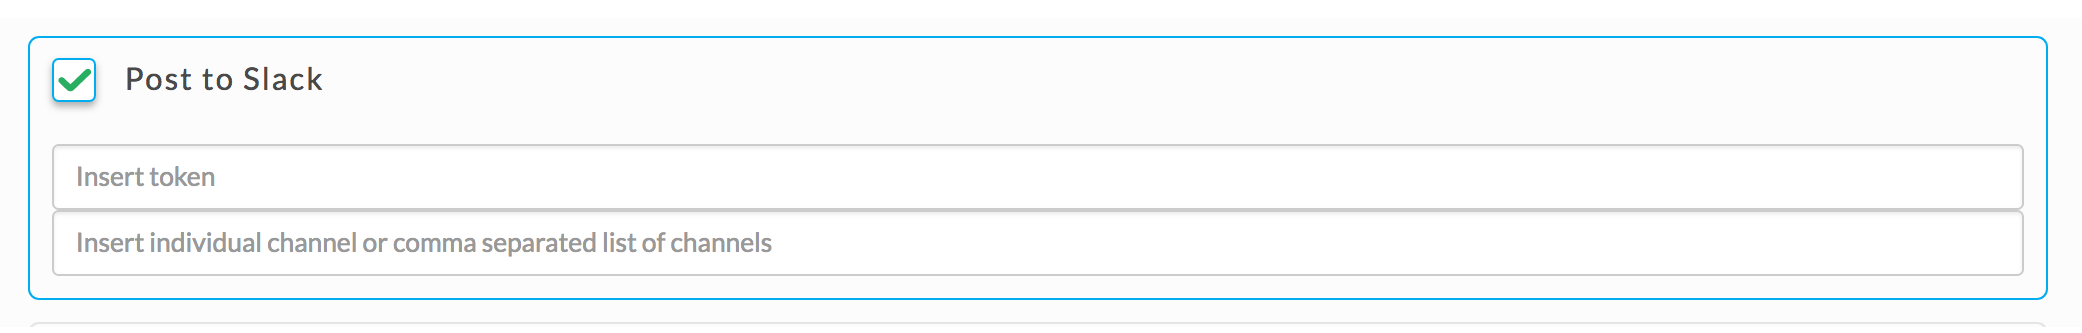 Post to Slack
Insert token
Insert individual channel or comma separated list of channels